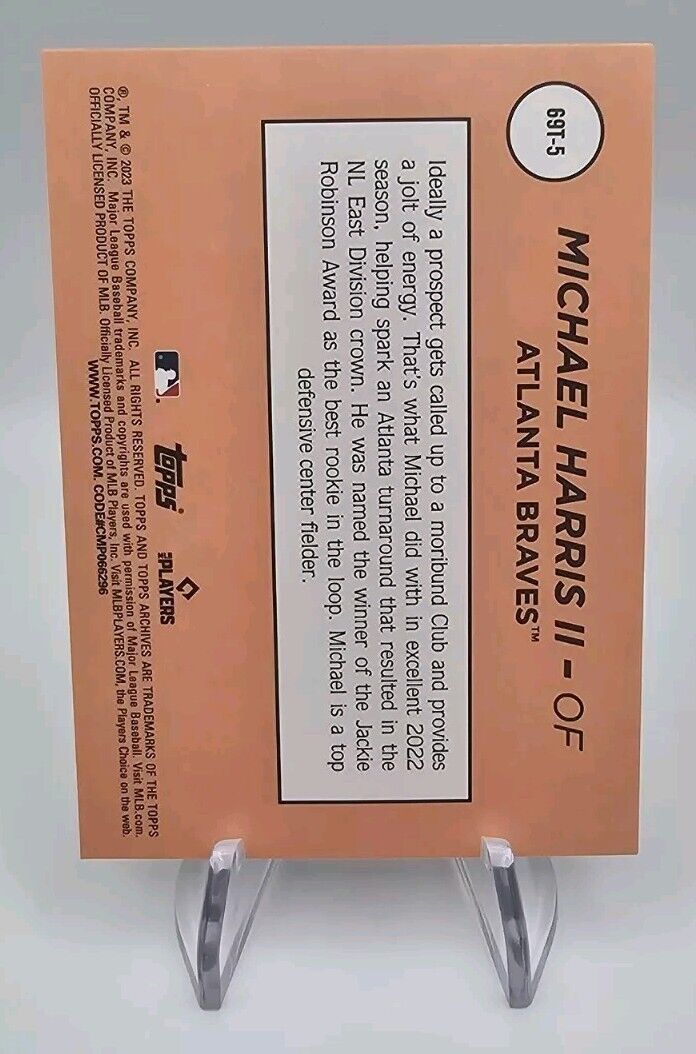 69T-5
MICHAEL HARRIS II - OF
ATLANTA BRAVES™
Ideally a prospect gets called up to a moribund Club and provides
a jolt of energy. That's what Michael did with in excellent 2022
season, helping spark an Atlanta turnaround that resulted in the
NL East Division crown. He was named the winner of the Jackie
Robinson Award as the best rookie in the loop. Michael is a top
defensive center fielder.
topps®
MLB PLAYERS
®, TM & © 2023 THE TOPPS COMPANY, INC. ALL RIGHTS RESERVED. TOPPS AND TOPPS ARCHIVES ARE TRADEMARKS OF THE TOPPS
COMPANY, INC. Major League Baseball trademarks and copyrights are used with permission of Major League Baseball. Visit MLB.com.
OFFICIALLY LICENSED PRODUCT OF MLB. Officially Licensed Product of MLB Players, Inc. Visit MLBPLAYERS.COM, the Players Choice on the web.
WWW.TOPPS.COM. CODE#CMP066296